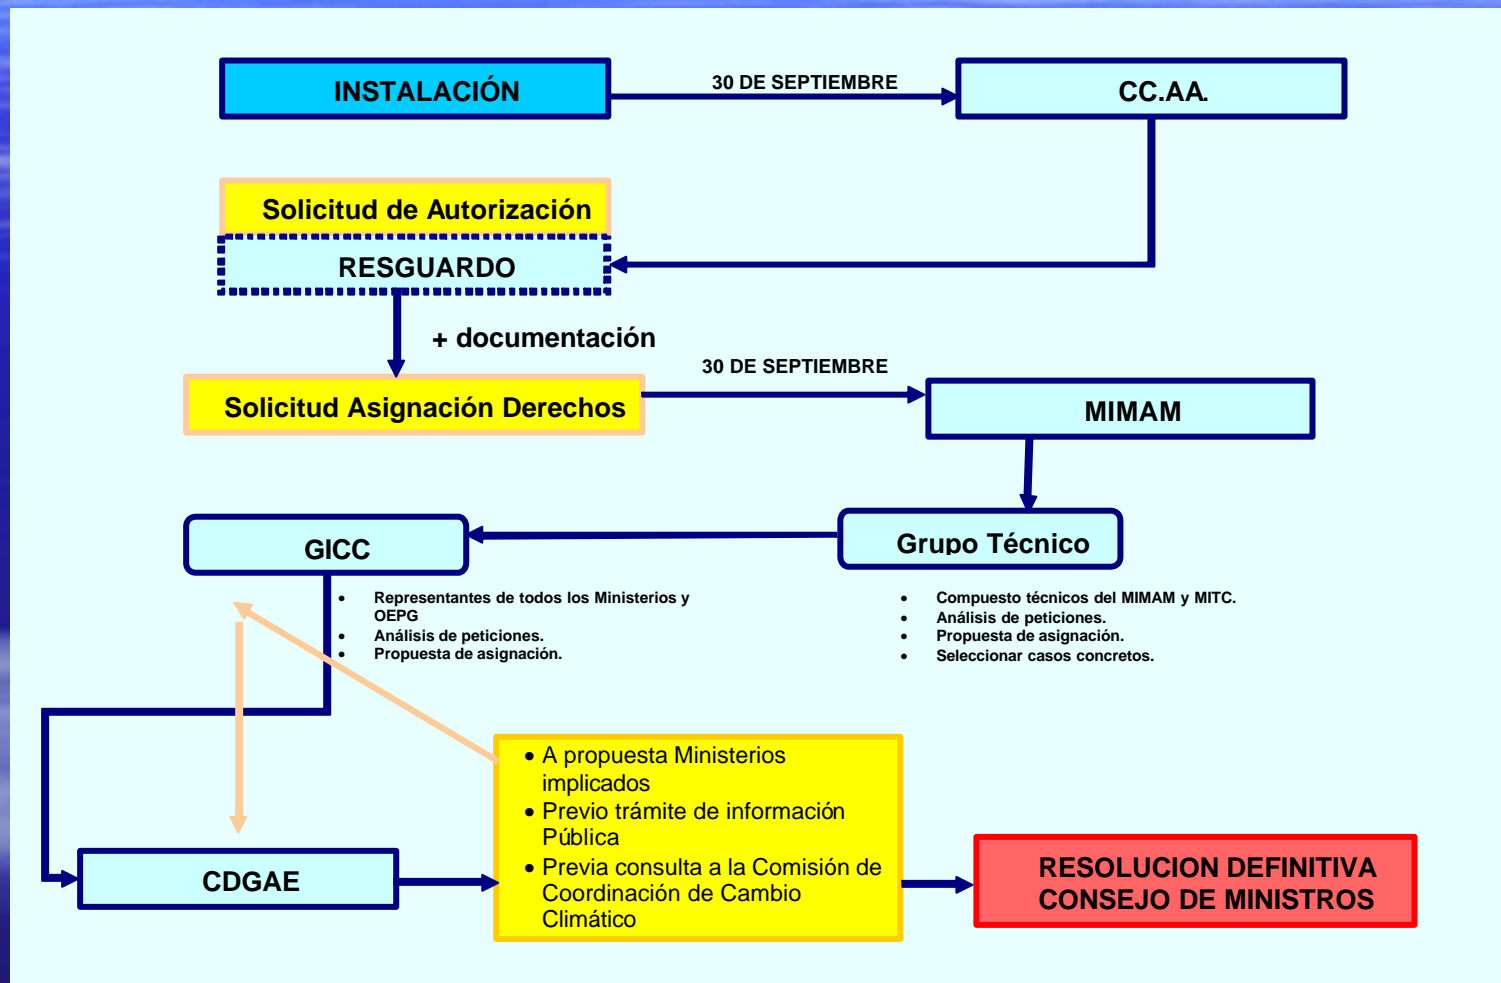 INSTALACIÓN
30 DE SEPTIEMBRE
CC.AA.
Solicitud de Autorización
RESGUARDO
+ documentación
30 DE SEPTIEMBRE
Solicitud Asignación Derechos
MIMAM
GICC
Grupo Técnico
• Representantes de todos los Ministerios y
OEPG
• Análisis de peticiones.
• Propuesta de asignación.
• Compuesto técnicos del MIMAM y MITC.
• Análisis de peticiones.
• Propuesta de asignación.
• Seleccionar casos concretos.
• A propuesta Ministerios
implicados
• Previo trámite de información
Pública
• Previa consulta a la Comisión de
Coordinación de Cambio
Climático
CDGAE
RESOLUCION DEFINITIVA
CONSEJO DE MINISTROS